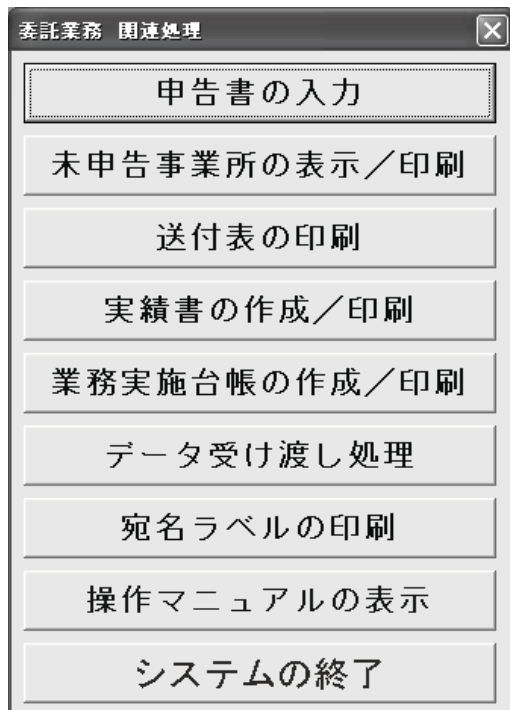 委託業務 関連処理
申告書の入力
未申告事業所の表示／印刷
送付表の印刷
実績書の作成／印刷
業務実施台帳の作成／印刷
データ受け渡し処理
宛名ラベルの印刷
操作マニュアルの表示
システムの終了